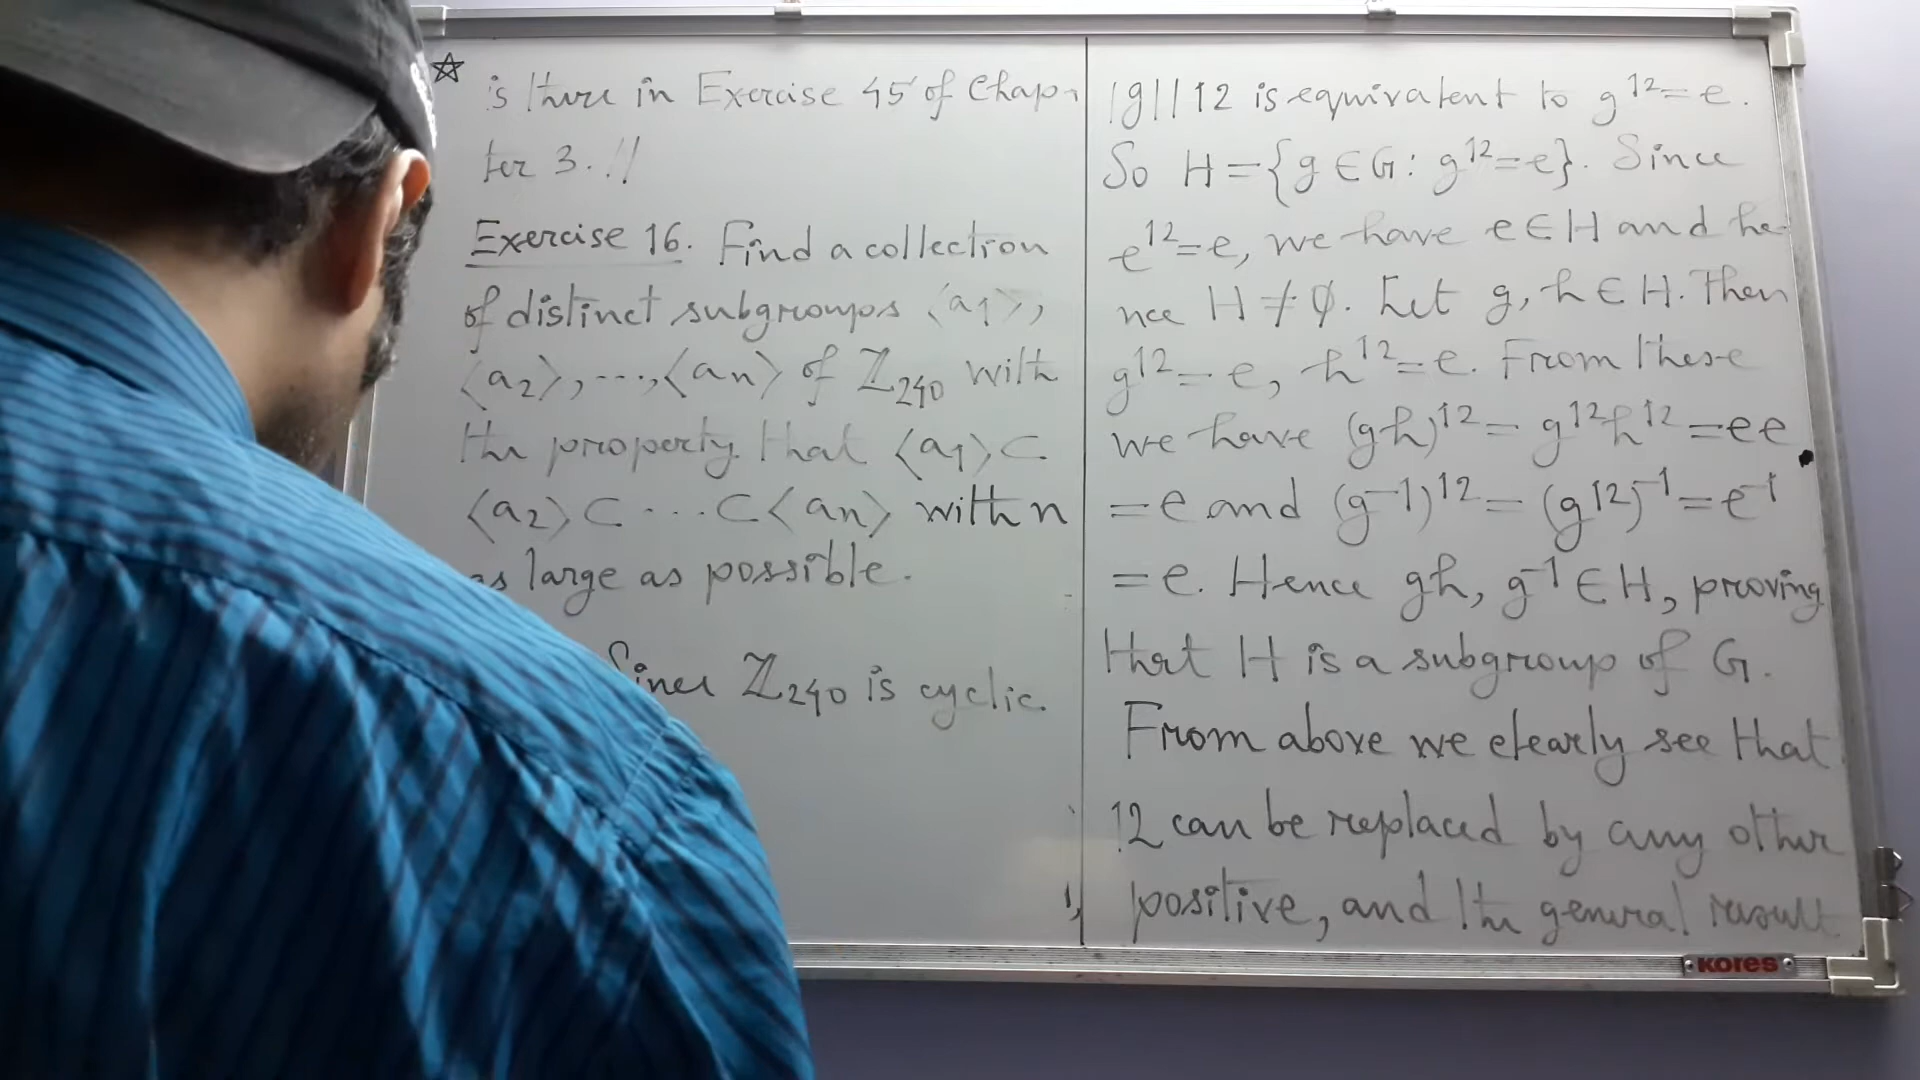 ☆ is there in Exercise 45 of Chap-
ter 3.!!
Exercise 16. Find a collection
of distinct subgroups ⟨a1⟩,
⟨a2⟩,...,⟨an⟩ of ℤ240 with
the property that ⟨a1⟩⊂
⟨a2⟩⊂...⊂⟨an⟩ with n
as large as possible.
Since ℤ240 is cyclic.
|g||12 is equivalent to g^12=e.
So H={g∈G: g^12=e}. Since
e^12=e, we have e∈H and he-
nce H≠∅. Let g,h∈H. Then
g^12=e, h^12=e. From these
we have (gh)^12=g^12h^12=ee
=e and (g^-1)^12=(g^12)^-1=e^-1
=e. Hence gh, g^-1∈H, proving
that H is a subgroup of G.
From above we clearly see that
12 can be replaced by any other
positive, and the general result
KORES